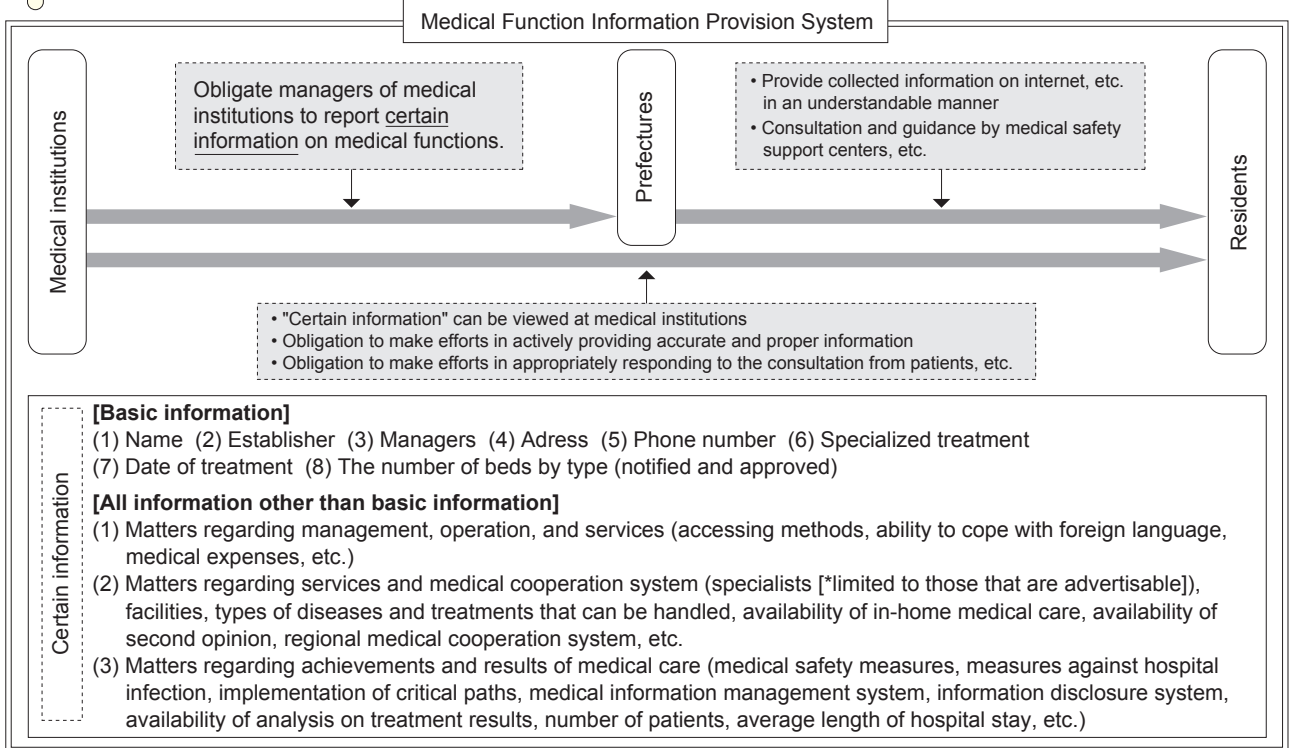 Medical Function Information Provision System
Medical institutions
Obligate managers of medical
institutions to report certain
information on medical functions.
Prefectures
• Provide collected information on internet, etc.
in an understandable manner
• Consultation and guidance by medical safety
support centers, etc.
Residents
• "Certain information" can be viewed at medical institutions
• Obligation to make efforts in actively providing accurate and proper information
• Obligation to make efforts in appropriately responding to the consultation from patients, etc.
Certain information
[Basic information]
(1) Name (2) Establisher (3) Managers (4) Adress (5) Phone number (6) Specialized treatment
(7) Date of treatment (8) The number of beds by type (notified and approved)
[All information other than basic information]
(1) Matters regarding management, operation, and services (accessing methods, ability to cope with foreign language,
medical expenses, etc.)
(2) Matters regarding services and medical cooperation system (specialists [*limited to those that are advertisable]),
facilities, types of diseases and treatments that can be handled, availability of in-home medical care, availability of
second opinion, regional medical cooperation system, etc.
(3) Matters regarding achievements and results of medical care (medical safety measures, measures against hospital
infection, implementation of critical paths, medical information management system, information disclosure system,
availability of analysis on treatment results, number of patients, average length of hospital stay, etc.)